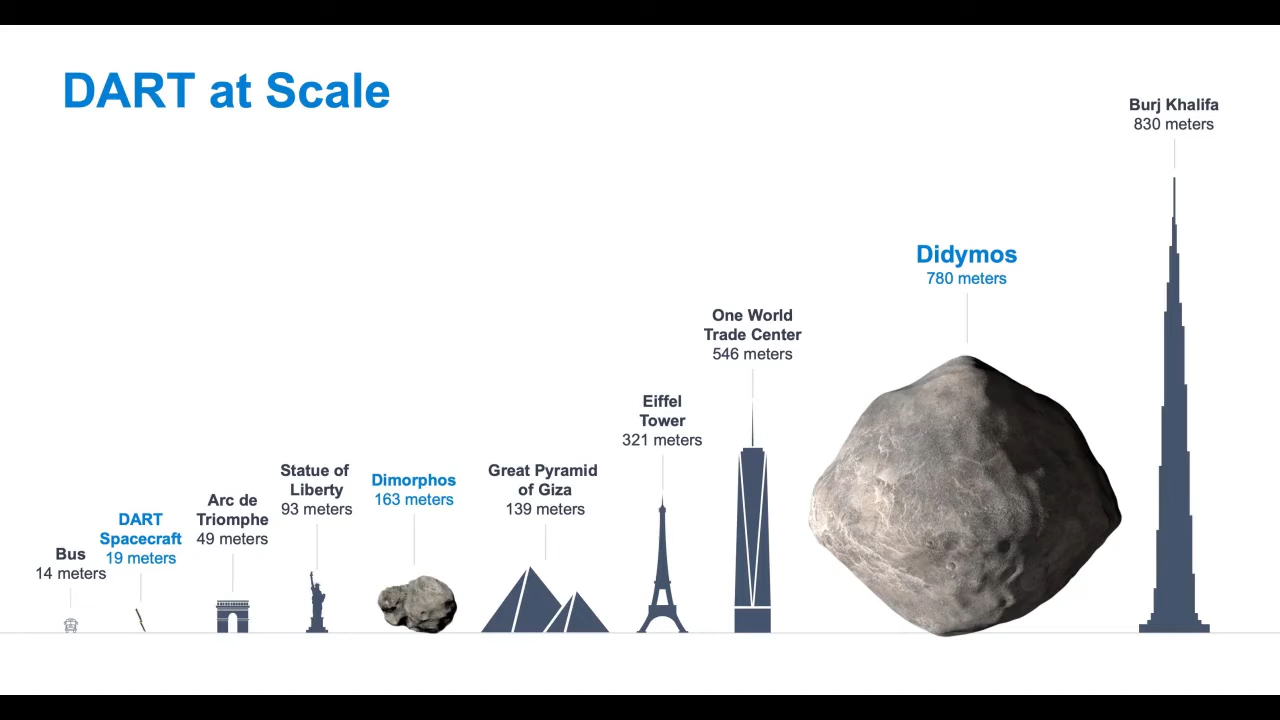 DART at Scale
Bus
14 meters
DART
Spacecraft
19 meters
Arc de
Triomphe
49 meters
Statue of
Liberty
93 meters
Dimorphos
163 meters
Great Pyramid
of Giza
139 meters
Eiffel
Tower
321 meters
One World
Trade Center
546 meters
Didymos
780 meters
Burj Khalifa
830 meters